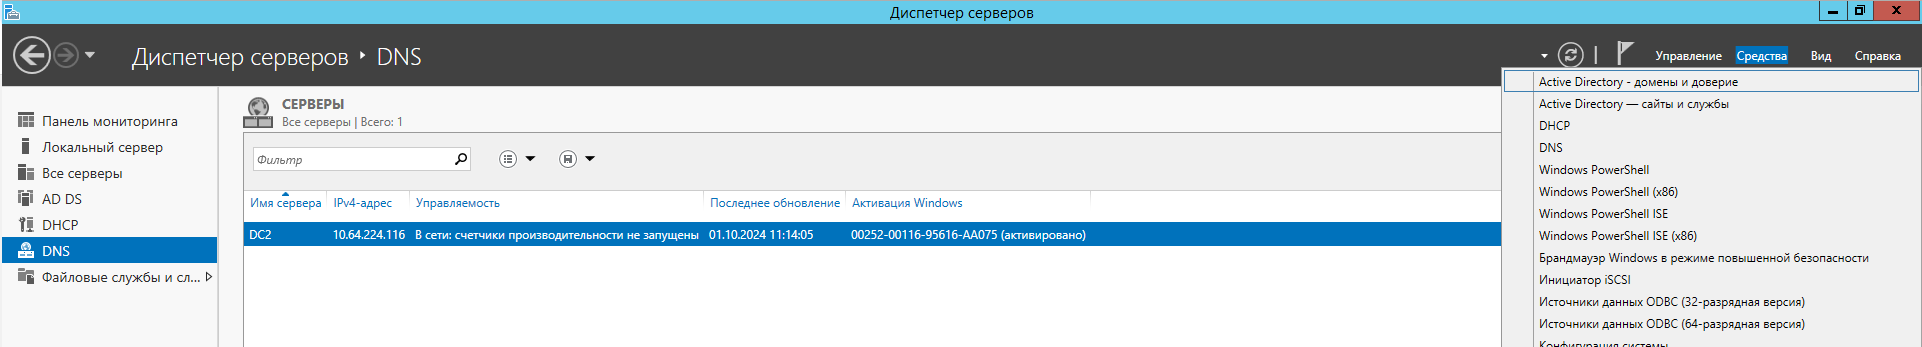 Диспетчер серверов
x
Диспетчер серверов ‣ DNS
Управление Средства Вид Справка
Панель мониторинга
Локальный сервер
Все серверы
AD DS
DHCP
DNS
Файловые службы и сл...
СЕРВЕРЫ
Все серверы | Всего: 1
Фильтр
Имя сервера IPv4-адрес Управляемость Последнее обновление Активация Windows
DC2 10.64.224.116 В сети: счетчики производительности не запущены 01.10.2024 11:14:05 00252-00116-95616-AA075 (активировано)
Active Directory - домены и доверие
Active Directory — сайты и службы
DHCP
DNS
Windows PowerShell
Windows PowerShell (x86)
Windows PowerShell ISE
Windows PowerShell ISE (x86)
Брандмауэр Windows в режиме повышенной безопасности
Инициатор iSCSI
Источники данных ODBC (32-разрядная версия)
Источники данных ODBC (64-разрядная версия)
Конфигурация системы